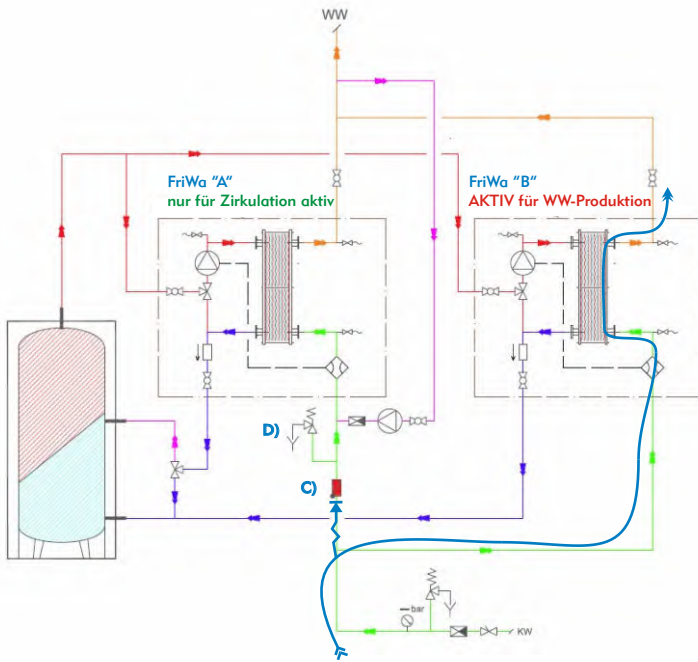 WW
FriWa "A"
nur für Zirkulation aktiv
FriWa "B"
AKTIV für WW-Produktion
D)
C)
bar
KW